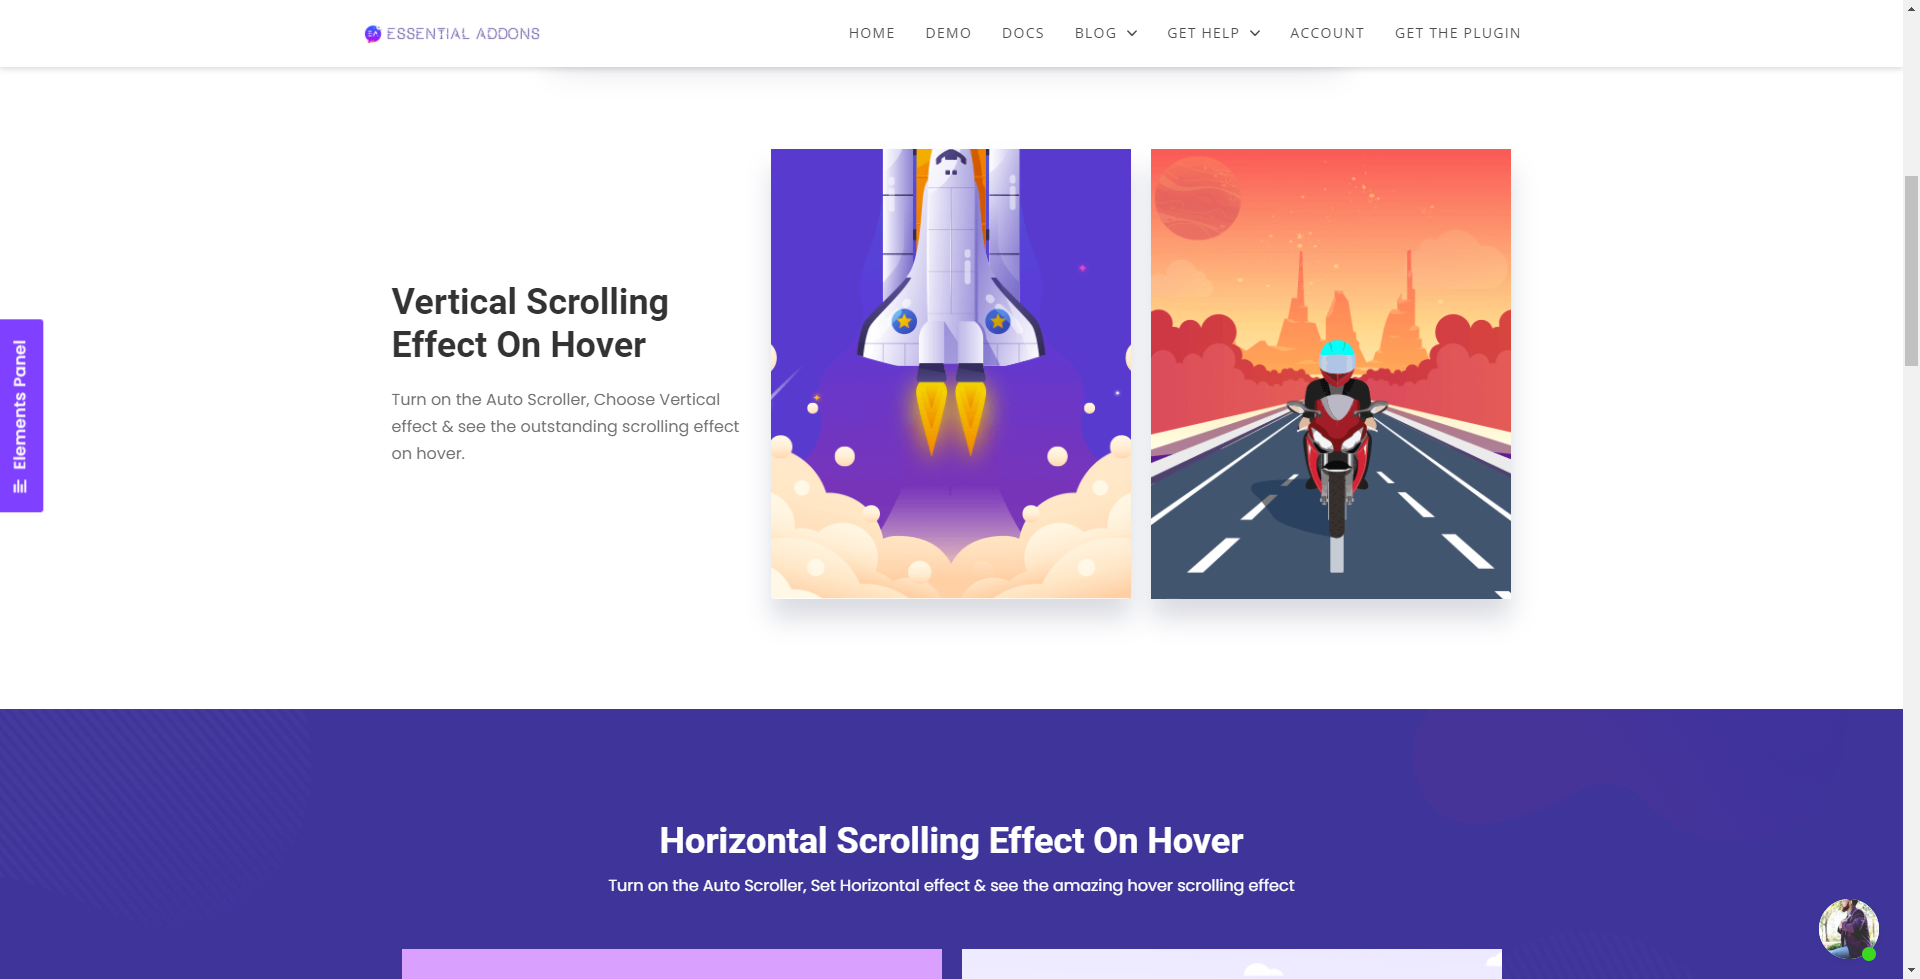 ESSENTIAL ADDONS
HOME DEMO DOCS BLOG GET HELP ACCOUNT GET THE PLUGIN
Vertical Scrolling
Effect On Hover
Turn on the Auto Scroller, Choose Vertical
effect & see the outstanding scrolling effect
on hover.
Elements Panel
Horizontal Scrolling Effect On Hover
Turn on the Auto Scroller, Set Horizontal effect & see the amazing hover scrolling effect